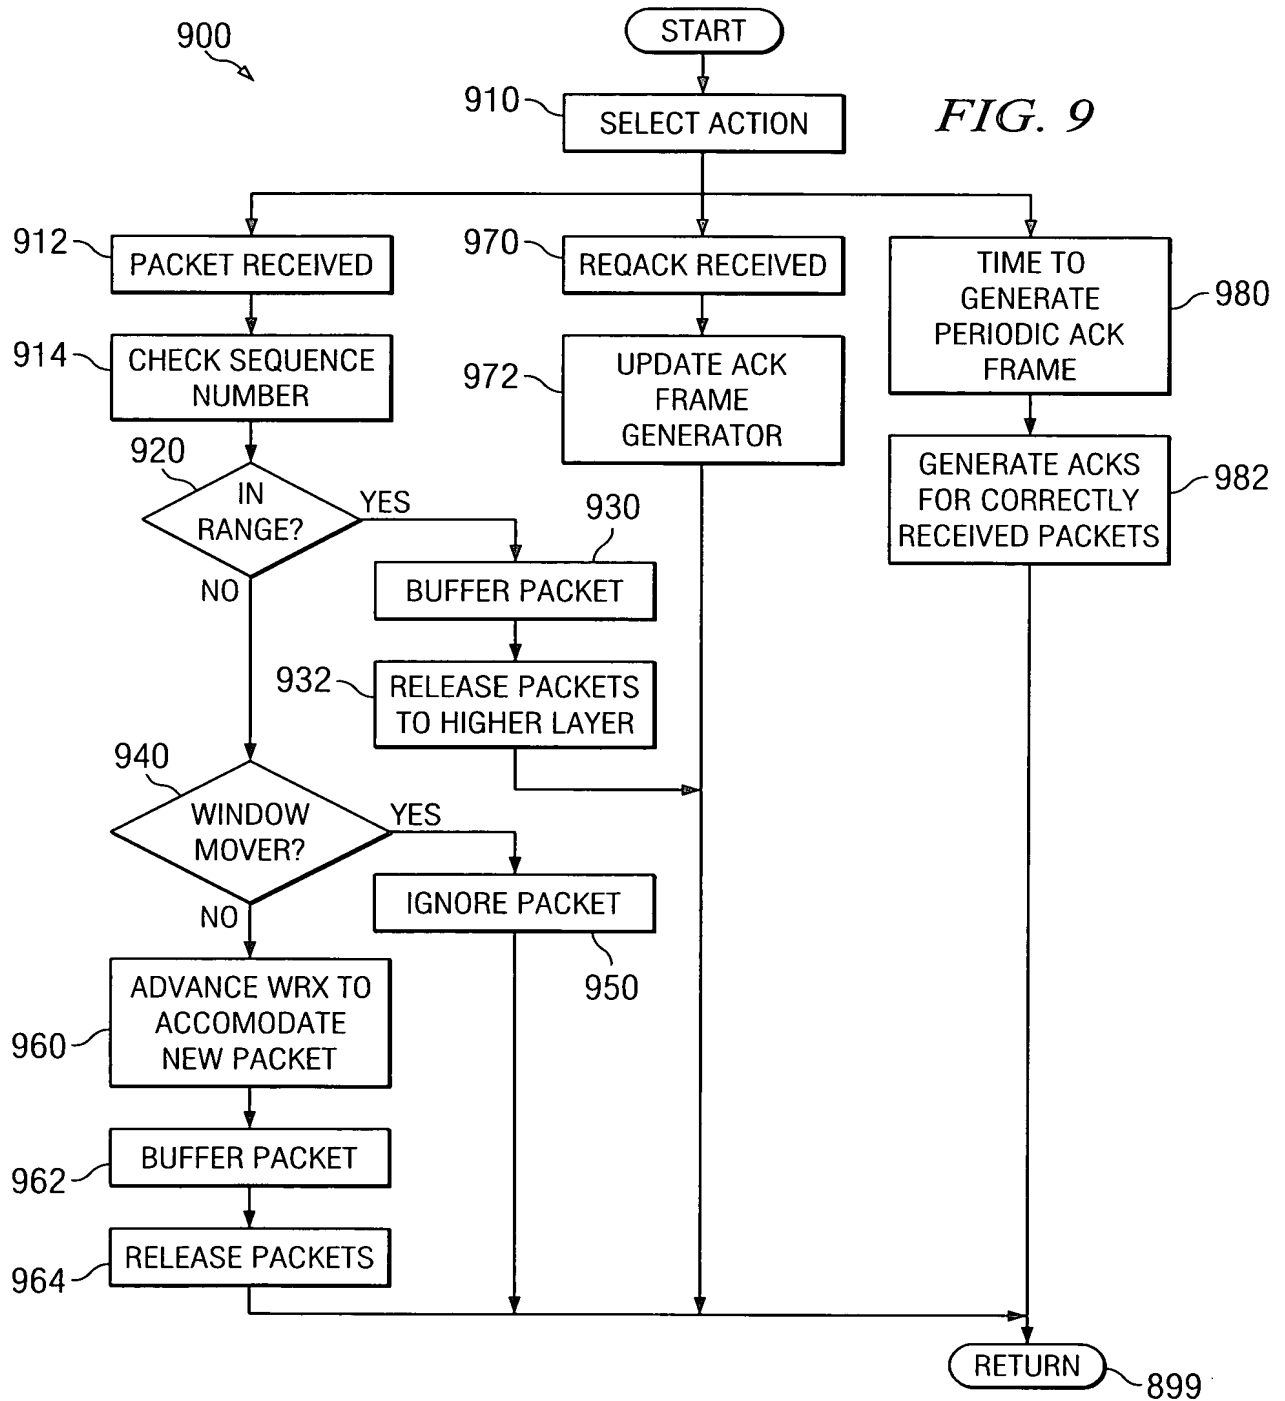 900
START
910
SELECT ACTION
FIG. 9
912
PACKET RECEIVED
970
REQACK RECEIVED
TIME TO
GENERATE
PERIODIC ACK
FRAME
980
914
CHECK SEQUENCE
NUMBER
972
UPDATE ACK
FRAME
GENERATOR
GENERATE ACKS
FOR CORRECTLY
RECEIVED PACKETS
982
920
IN
RANGE?
YES
NO
930
BUFFER PACKET
932
RELEASE PACKETS
TO HIGHER LAYER
940
WINDOW
MOVER?
YES
NO
IGNORE PACKET
950
960
ADVANCE WRX TO
ACCOMODATE
NEW PACKET
962
BUFFER PACKET
964
RELEASE PACKETS
RETURN
899